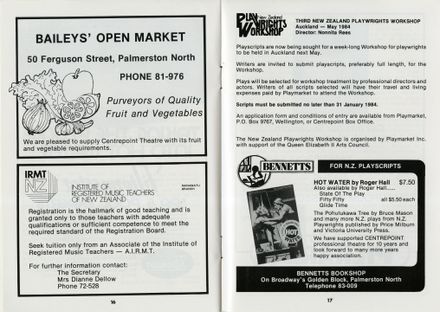 BAILEYS' OPEN MARKET
50 Ferguson Street, Palmerston North
PHONE 81-976
Purveyors of Quality
Fruit and Vegetables
We are pleased to supply Centrepoint Theatre with its fruit
and vegetable requirements.
IRMT
NZ
INSTITUTE OF
REGISTERED MUSIC TEACHERS
OF NEW ZEALAND
Registration is the hallmark of good teaching and is
granted only to those teachers with adequate
qualifications or sufficient competence to meet the
required standard of the Registration Board.
Seek tuition only from an Associate of the Institute of
Registered Music Teachers — A.I.R.M.T.
For further information contact:
The Secretary
Mrs Dianne Dellow
Phone 72-528
16
New Zealand
PLAYWRIGHTS
WORKSHOP
THIRD NEW ZEALAND PLAYWRIGHTS WORKSHOP
Auckland — May 1984
Director: Nonnita Rees
Playscripts are now being sought for a week-long Workshop for playwrights
to be held in Auckland next May.
Writers are invited to submit playscripts, preferably full length, for the
Workshop.
Plays will be selected for workshop treatment by professional directors and
actors. Writers of all scripts selected will have their travel and living
expenses paid by Playmarket to attend the Workshop.
Scripts must be submitted no later than 31 January 1984.
An application form and conditions of entry are available from Playmarket,
P.O. Box 9767, Wellington, or Centrepoint Box Office.
The New Zealand Playwrights Workshop is organised by Playmarket Inc.
with support of the Queen Elizabeth II Arts Council.
BENNETTS
FOR N.Z. PLAYSCRIPTS
HOT WATER by Roger Hall $7.50
Also available by Roger Hall
State Of The Play
Fifty Fifty all $5.50 each
Glide Time
The Pohutukawa Tree by Bruce Mason
and many more N.Z. plays from N.Z.
Playwrights published by Price Milburn
and Victoria University Press.
We have supported CENTREPOINT
professional theatre for 10 years and
look forward to many more years
happy association.
HOT
WATER
BENNETTS BOOKSHOP
On Broadway's Golden Block, Palmerston North
Telephone 83-009
17